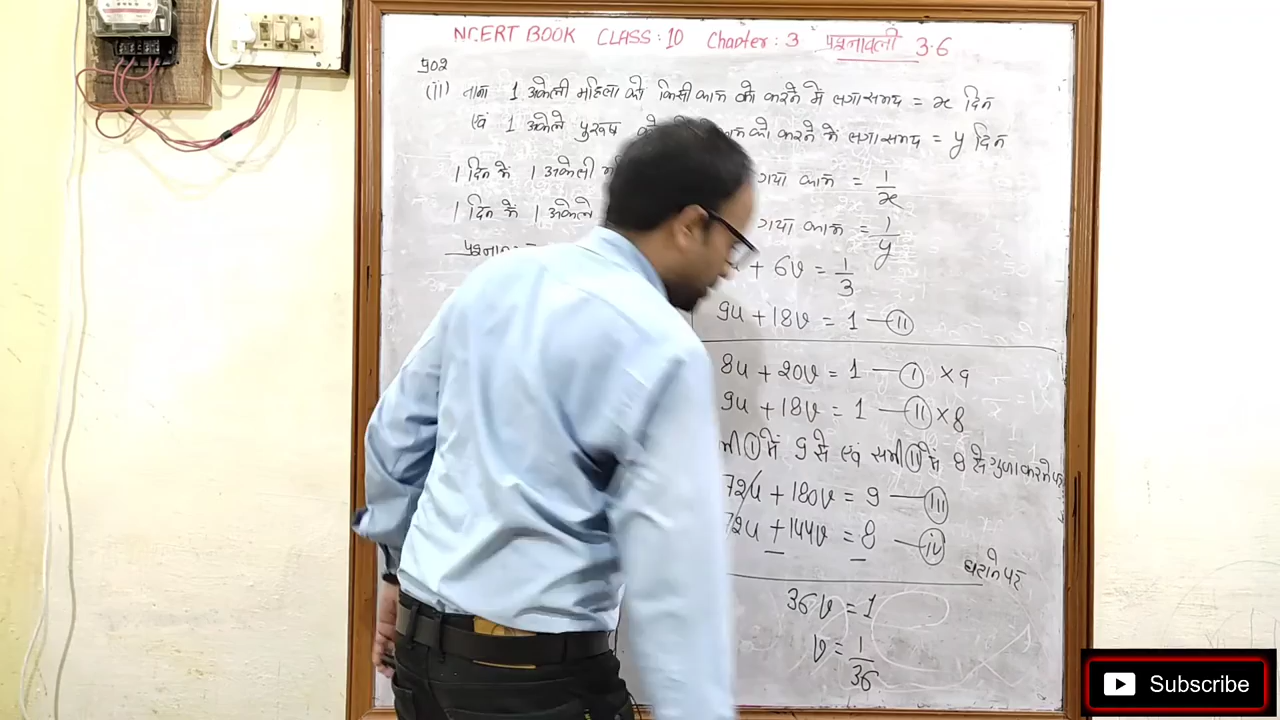 NCERT BOOK CLASS: 10 Chapter: 3 प्रश्नावली 3.6
प्र०2
(ii) माना 1 अकेली महिला को किसी काम को करने में लगा समय = x दिन
एवं 1 अकेले पुरुष को करने में लगा समय = y दिन
1 दिन में 1 अकेली गया काम = 1/x
1 दिन में 1 अकेले गया काम = 1/y
+ 6v = 1/3
9u + 18v = 1 — (II)
8u + 20v = 1 — (I) ×9
9u + 18v = 1 — (II) ×8
(I) में 9 से एवं समी (II) में 8 से गुणा करने पर
72u + 180v = 9 — (III)
72u + 144v = 8 — (IV)
घटाने पर
36v = 1
v = 1/36
Subscribe